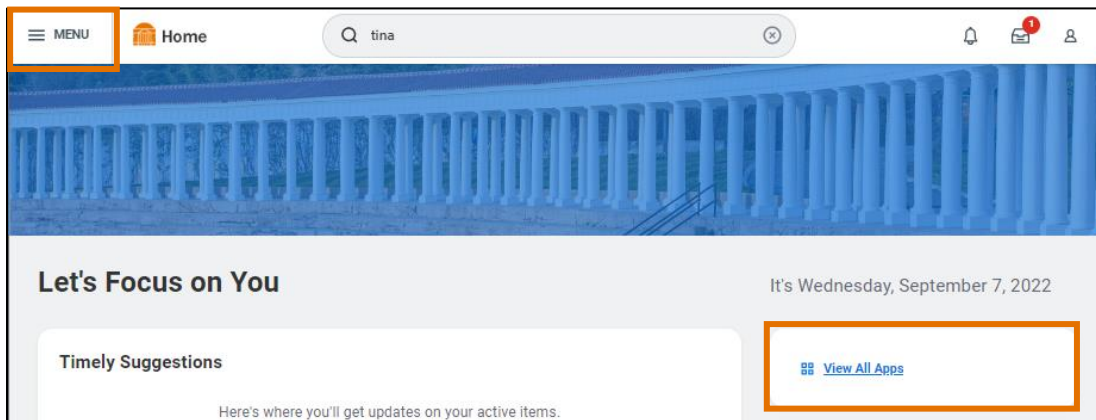 MENU
Home
tina
1
Let's Focus on You
It's Wednesday, September 7, 2022
Timely Suggestions
View All Apps
Here's where you'll get updates on your active items.